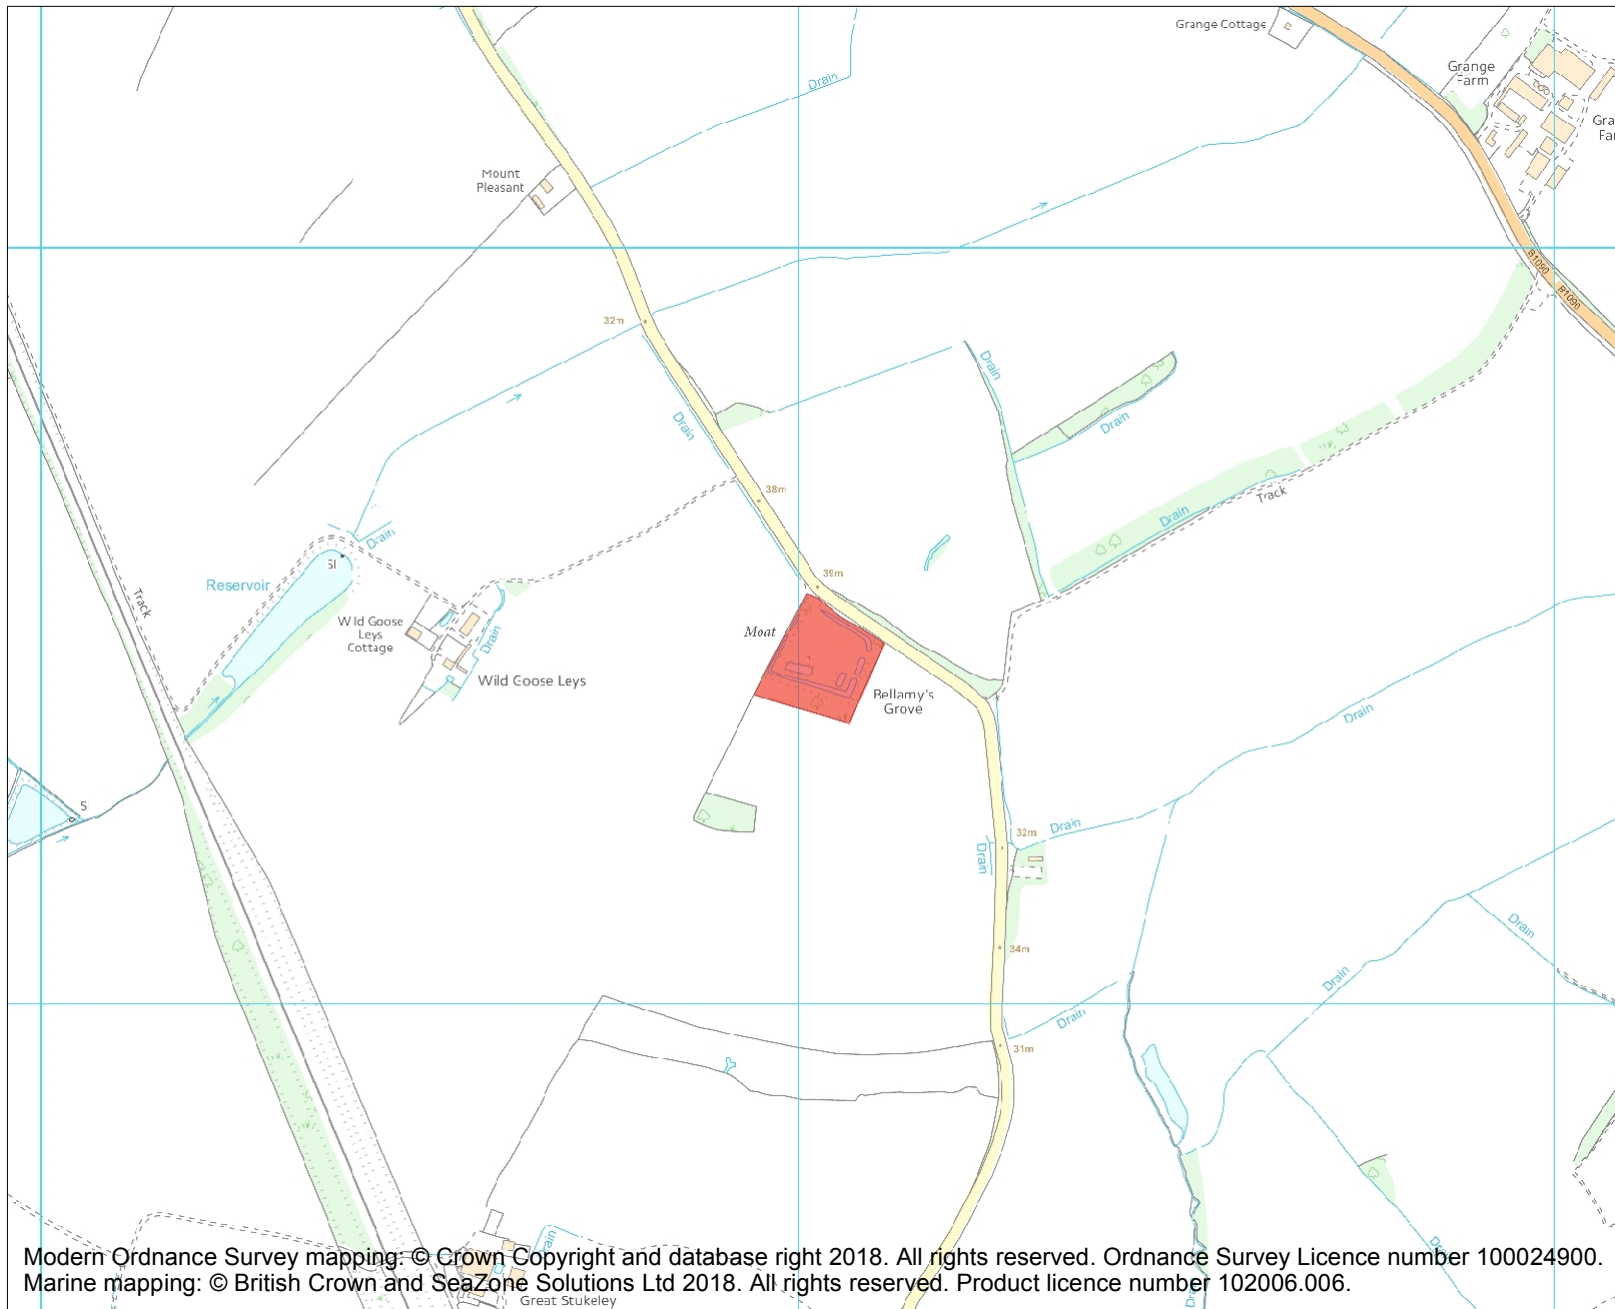 Grange Cottage
Grange
Farm
Drain
Mount
Pleasant
B1090
B1090
32m
Drain
Drain
Drain
38m
Drain
Track
Drain
Sl
Reservoir
39m
Track
Wild Goose
Leys
Cottage
Drain
Moat
Wild Goose Leys
Bellamy's
Grove
Drain
S
32m
Drain
Drain
34m
Drain
Drain
Drain
31m
Drain
Modern Ordnance Survey mapping: © Crown Copyright and database right 2018. All rights reserved. Ordnance Survey Licence number 100024900.
Marine mapping: © British Crown and SeaZone Solutions Ltd 2018. All rights reserved. Product licence number 102006.006.
Great Stukeley